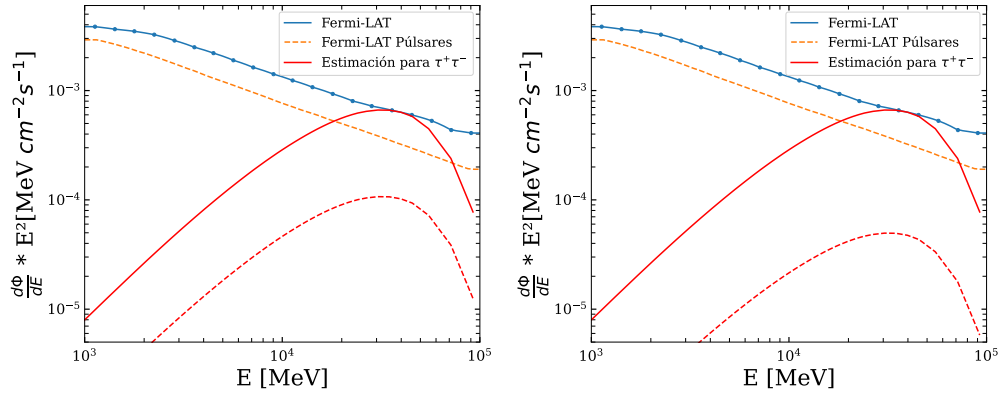 Fermi-LAT
Fermi-LAT Púlsares
Estimación para τ⁺τ⁻
10⁻³
10⁻⁴
10⁻⁵
dΦ/dE * E²[MeV cm⁻²s⁻¹]
10³
10⁴
10⁵
E [MeV]
Fermi-LAT
Fermi-LAT Púlsares
Estimación para τ⁺τ⁻
10⁻³
10⁻⁴
10⁻⁵
dΦ/dE * E²[MeV cm⁻²s⁻¹]
10³
10⁴
10⁵
E [MeV]